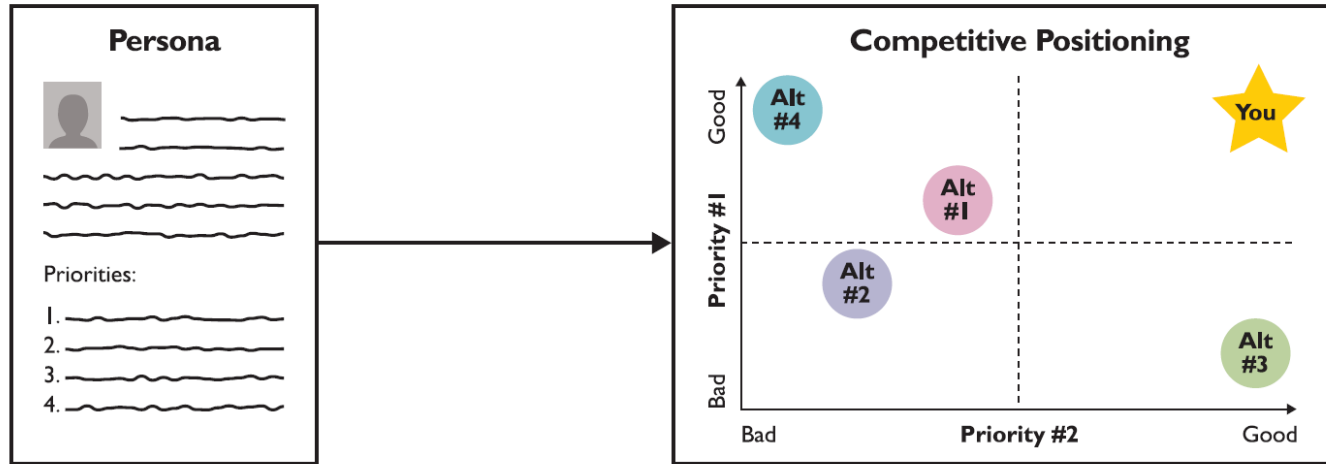 Persona
Priorities:
1.
2.
3.
4.
Competitive Positioning
Good
Priority #1
Bad
Alt
#4
You
Alt
#1
Alt
#2
Alt
#3
Bad
Priority #2
Good